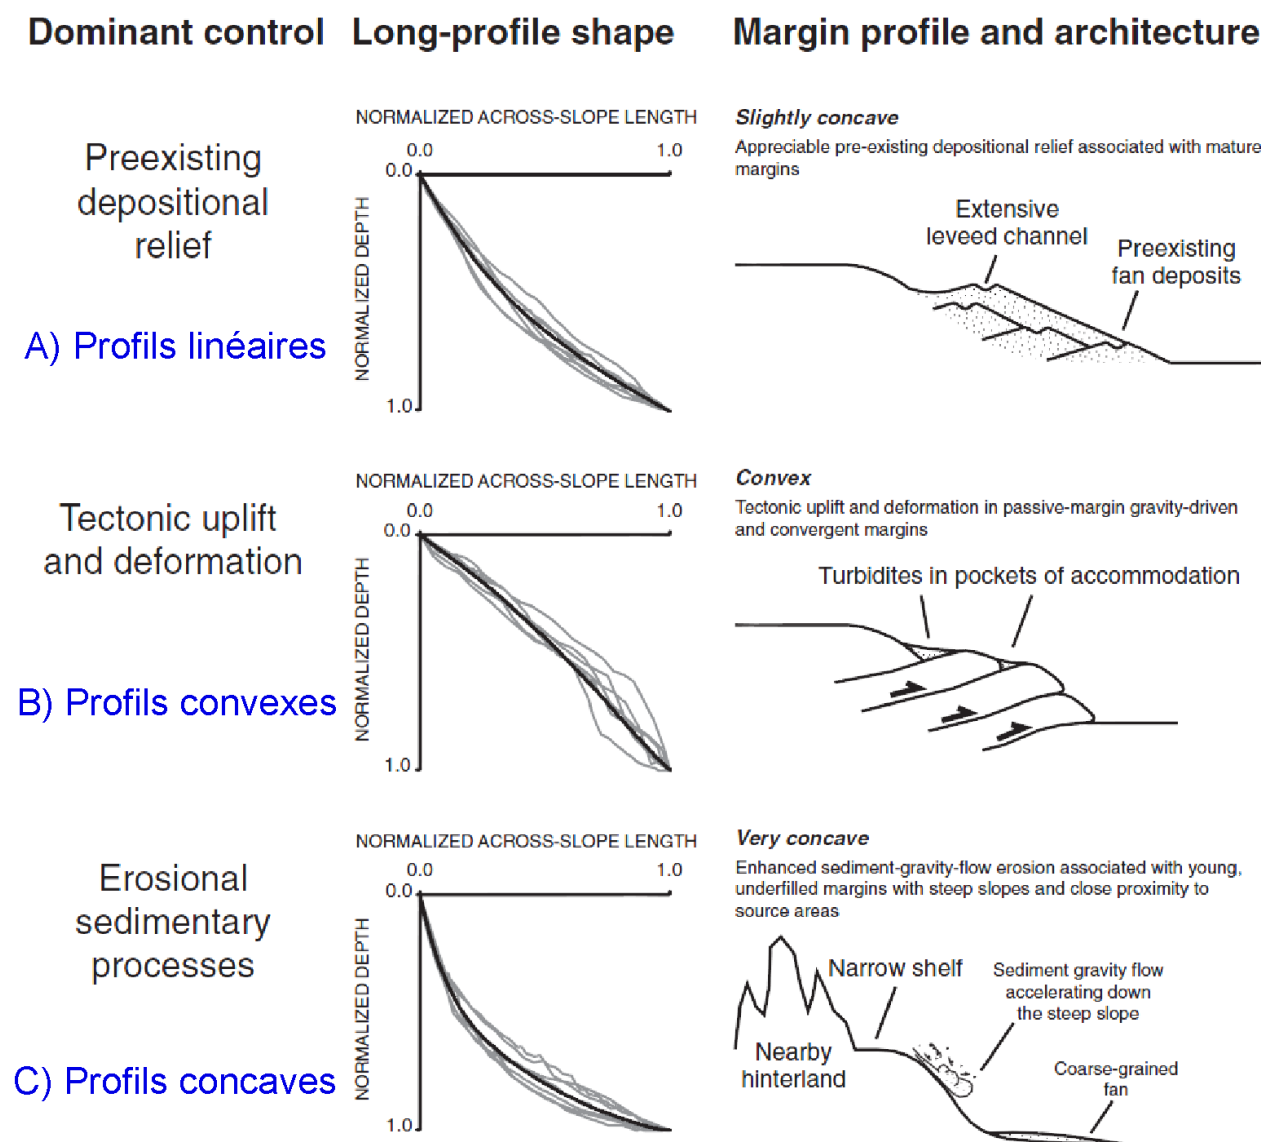 Dominant control Long-profile shape Margin profile and architecture
Preexisting
depositional
relief
A) Profils linéaires
NORMALIZED ACROSS-SLOPE LENGTH
0.0 1.0
0.0
NORMALIZED DEPTH
1.0
Slightly concave
Appreciable pre-existing depositional relief associated with mature
margins
Extensive
leveed channel
Preexisting
fan deposits
Tectonic uplift
and deformation
B) Profils convexes
NORMALIZED ACROSS-SLOPE LENGTH
0.0 1.0
0.0
NORMALIZED DEPTH
1.0
Convex
Tectonic uplift and deformation in passive-margin gravity-driven
and convergent margins
Turbidites in pockets of accommodation
Erosional
sedimentary
processes
C) Profils concaves
NORMALIZED ACROSS-SLOPE LENGTH
0.0 1.0
0.0
NORMALIZED DEPTH
1.0
Very concave
Enhanced sediment-gravity-flow erosion associated with young,
underfilled margins with steep slopes and close proximity to
source areas
Narrow shelf
Sediment gravity flow
accelerating down
the steep slope
Nearby
hinterland
Coarse-grained
fan